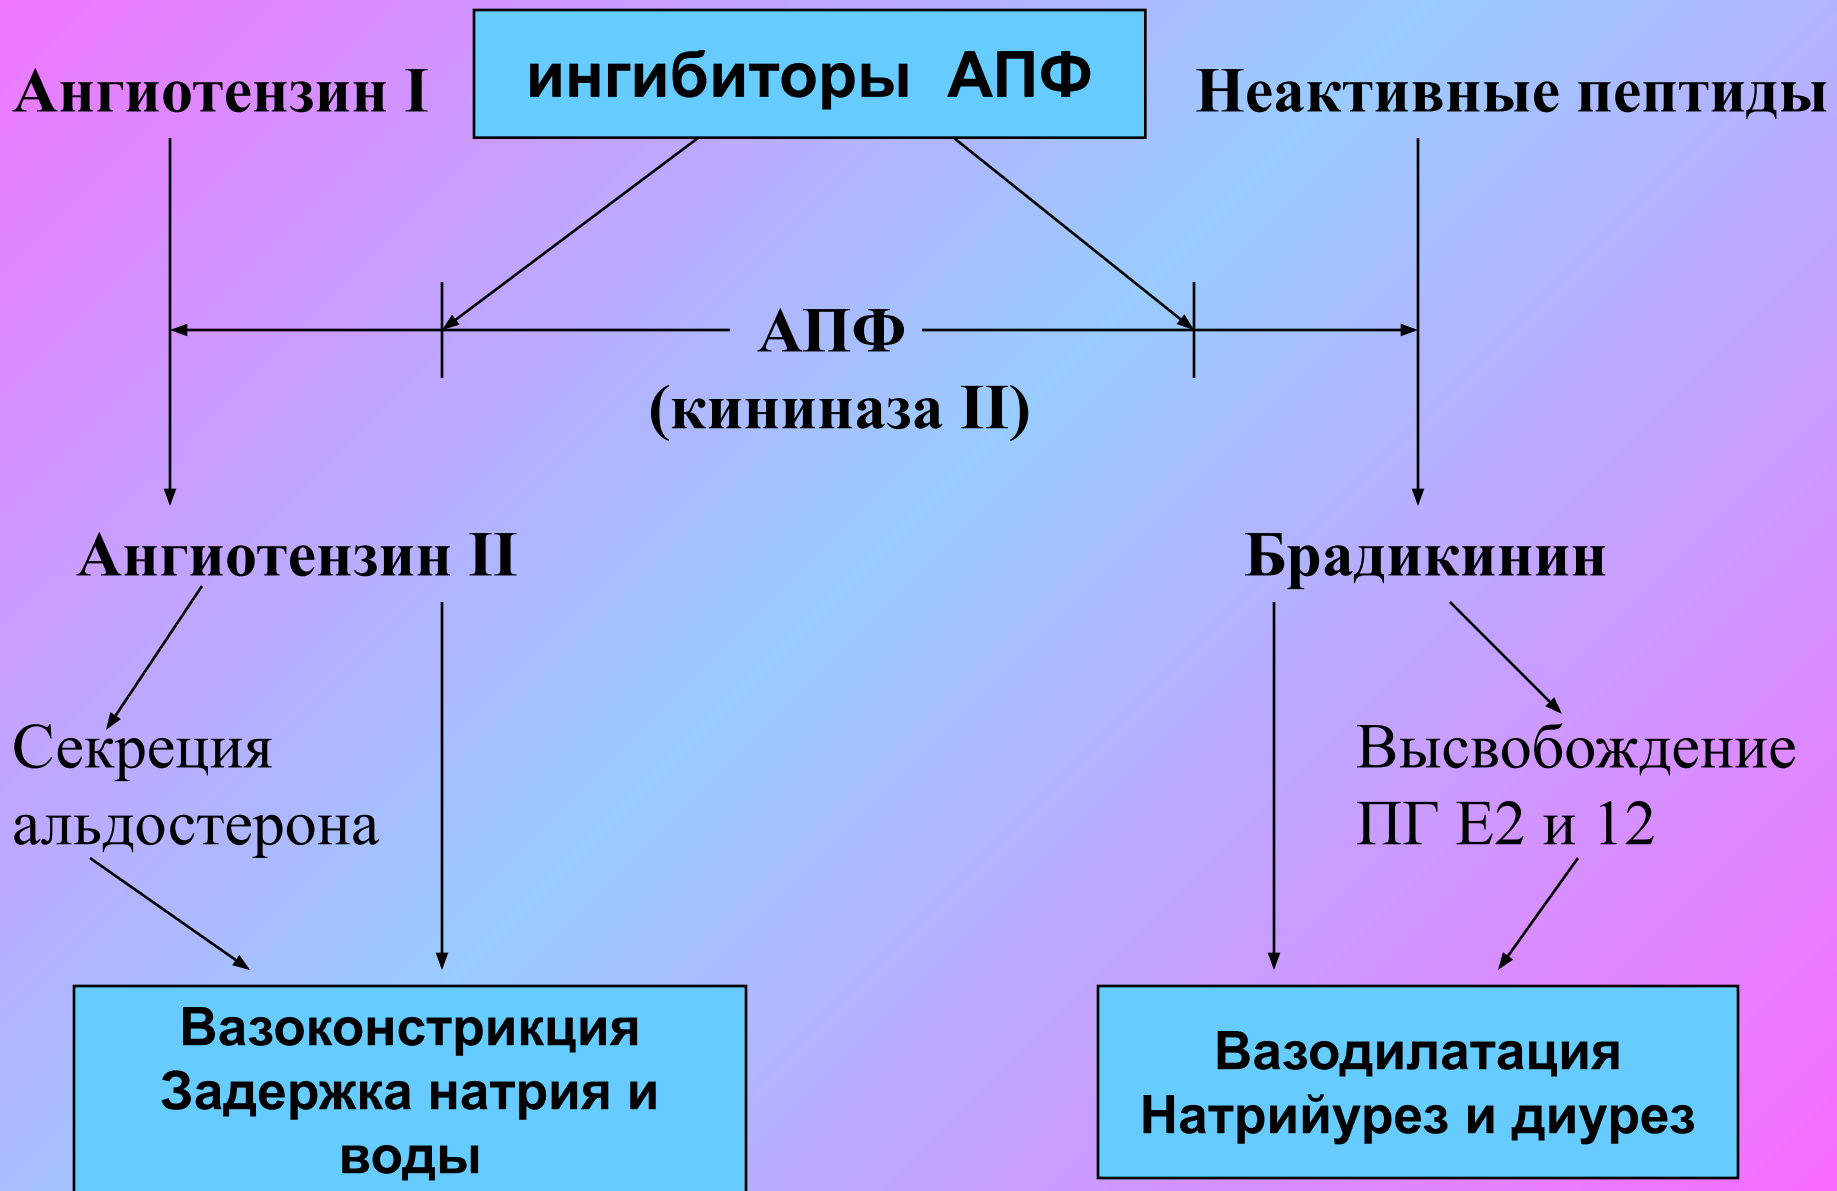 ингибиторы АПФ
Ангиотензин I
Неактивные пептиды
АПФ
(кининаза II)
Ангиотензин II
Брадикинин
Секреция
альдостерона
Высвобождение
ПГ Е2 и 12
Вазоконстрикция
Задержка натрия и
воды
Вазодилатация
Натрийурез и диурез